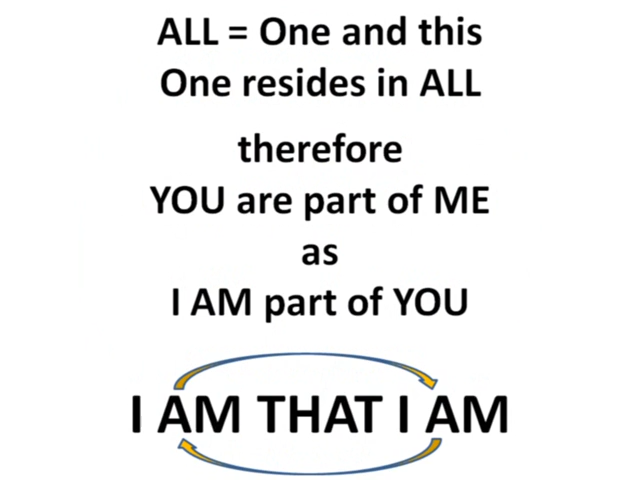 ALL = One and this
One resides in ALL
therefore
YOU are part of ME
as
I AM part of YOU
I AM THAT I AM